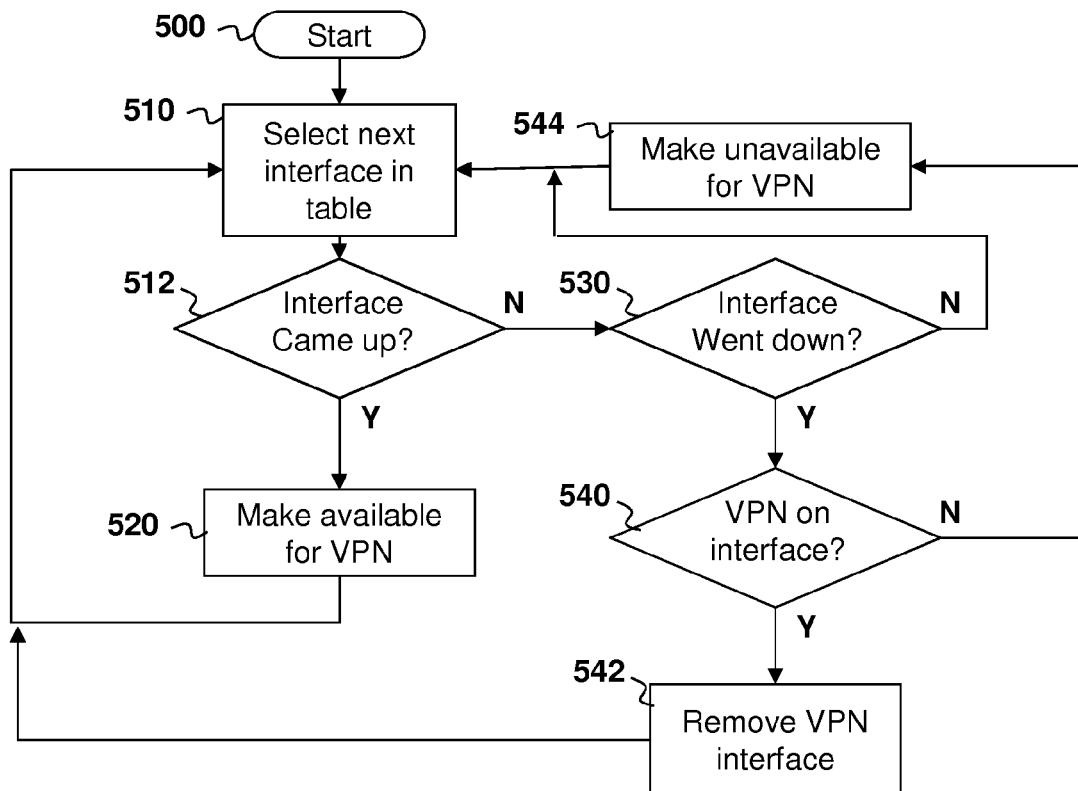 500
Start
510
Select next
interface in
table
544
Make unavailable
for VPN
512
Interface
Came up?
N
Y
530
Interface
Went down?
N
Y
520
Make available
for VPN
540
VPN on
interface?
N
Y
542
Remove VPN
interface